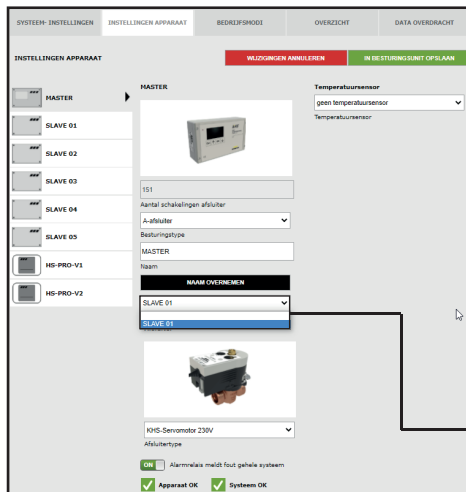 SYSTEEM- INSTELLINGEN
INSTELLINGEN APPARAAT
BEDRIJFSMODI
OVERZICHT
DATA OVERDRACHT
INSTELLINGEN APPARAAT
WIJZIGINGEN ANNULEREN
IN BESTURINGSUNIT OPSLAAN
MASTER
SLAVE 01
SLAVE 02
SLAVE 03
SLAVE 04
SLAVE 05
HS-PRO-V1
HS-PRO-V2
MASTER
151
Aantal schakelingen afsluiter
A-afsluiter
Besturingstype
MASTER
Naam
NAAM OVERNEMEN
SLAVE 01
SLAVE 01
KHS-Servomotor 230V
Afsluitertype
ON
Alarmrelais meldt fout gehele systeem
Apparaat OK
Systeem OK
Temperatuursensor
geen temperatuursensor
Temperatuursensor